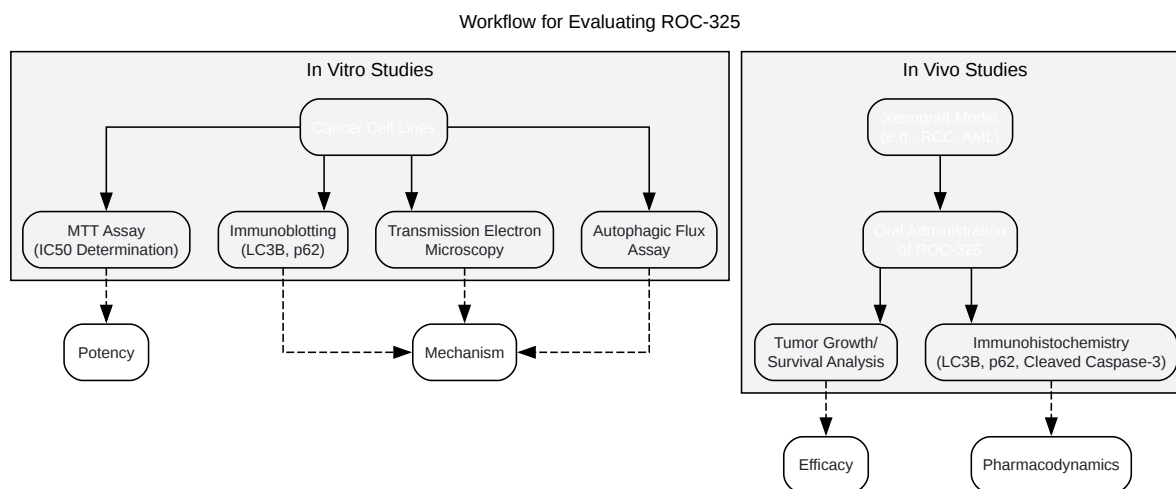 Workflow for Evaluating ROC-325
In Vitro Studies
Cancer Cell Lines
MTT Assay
(IC50 Determination)
Immunoblotting
(LC3B, p62)
Transmission Electron
Microscopy
Autophagic Flux
Assay
Potency
Mechanism
In Vivo Studies
Xenograft Model
(e.g., RCC, AML)
Oral Administration
of ROC-325
Tumor Growth/
Survival Analysis
Immunohistochemistry
(LC3B, p62, Cleaved Caspase-3)
Efficacy
Pharmacodynamics